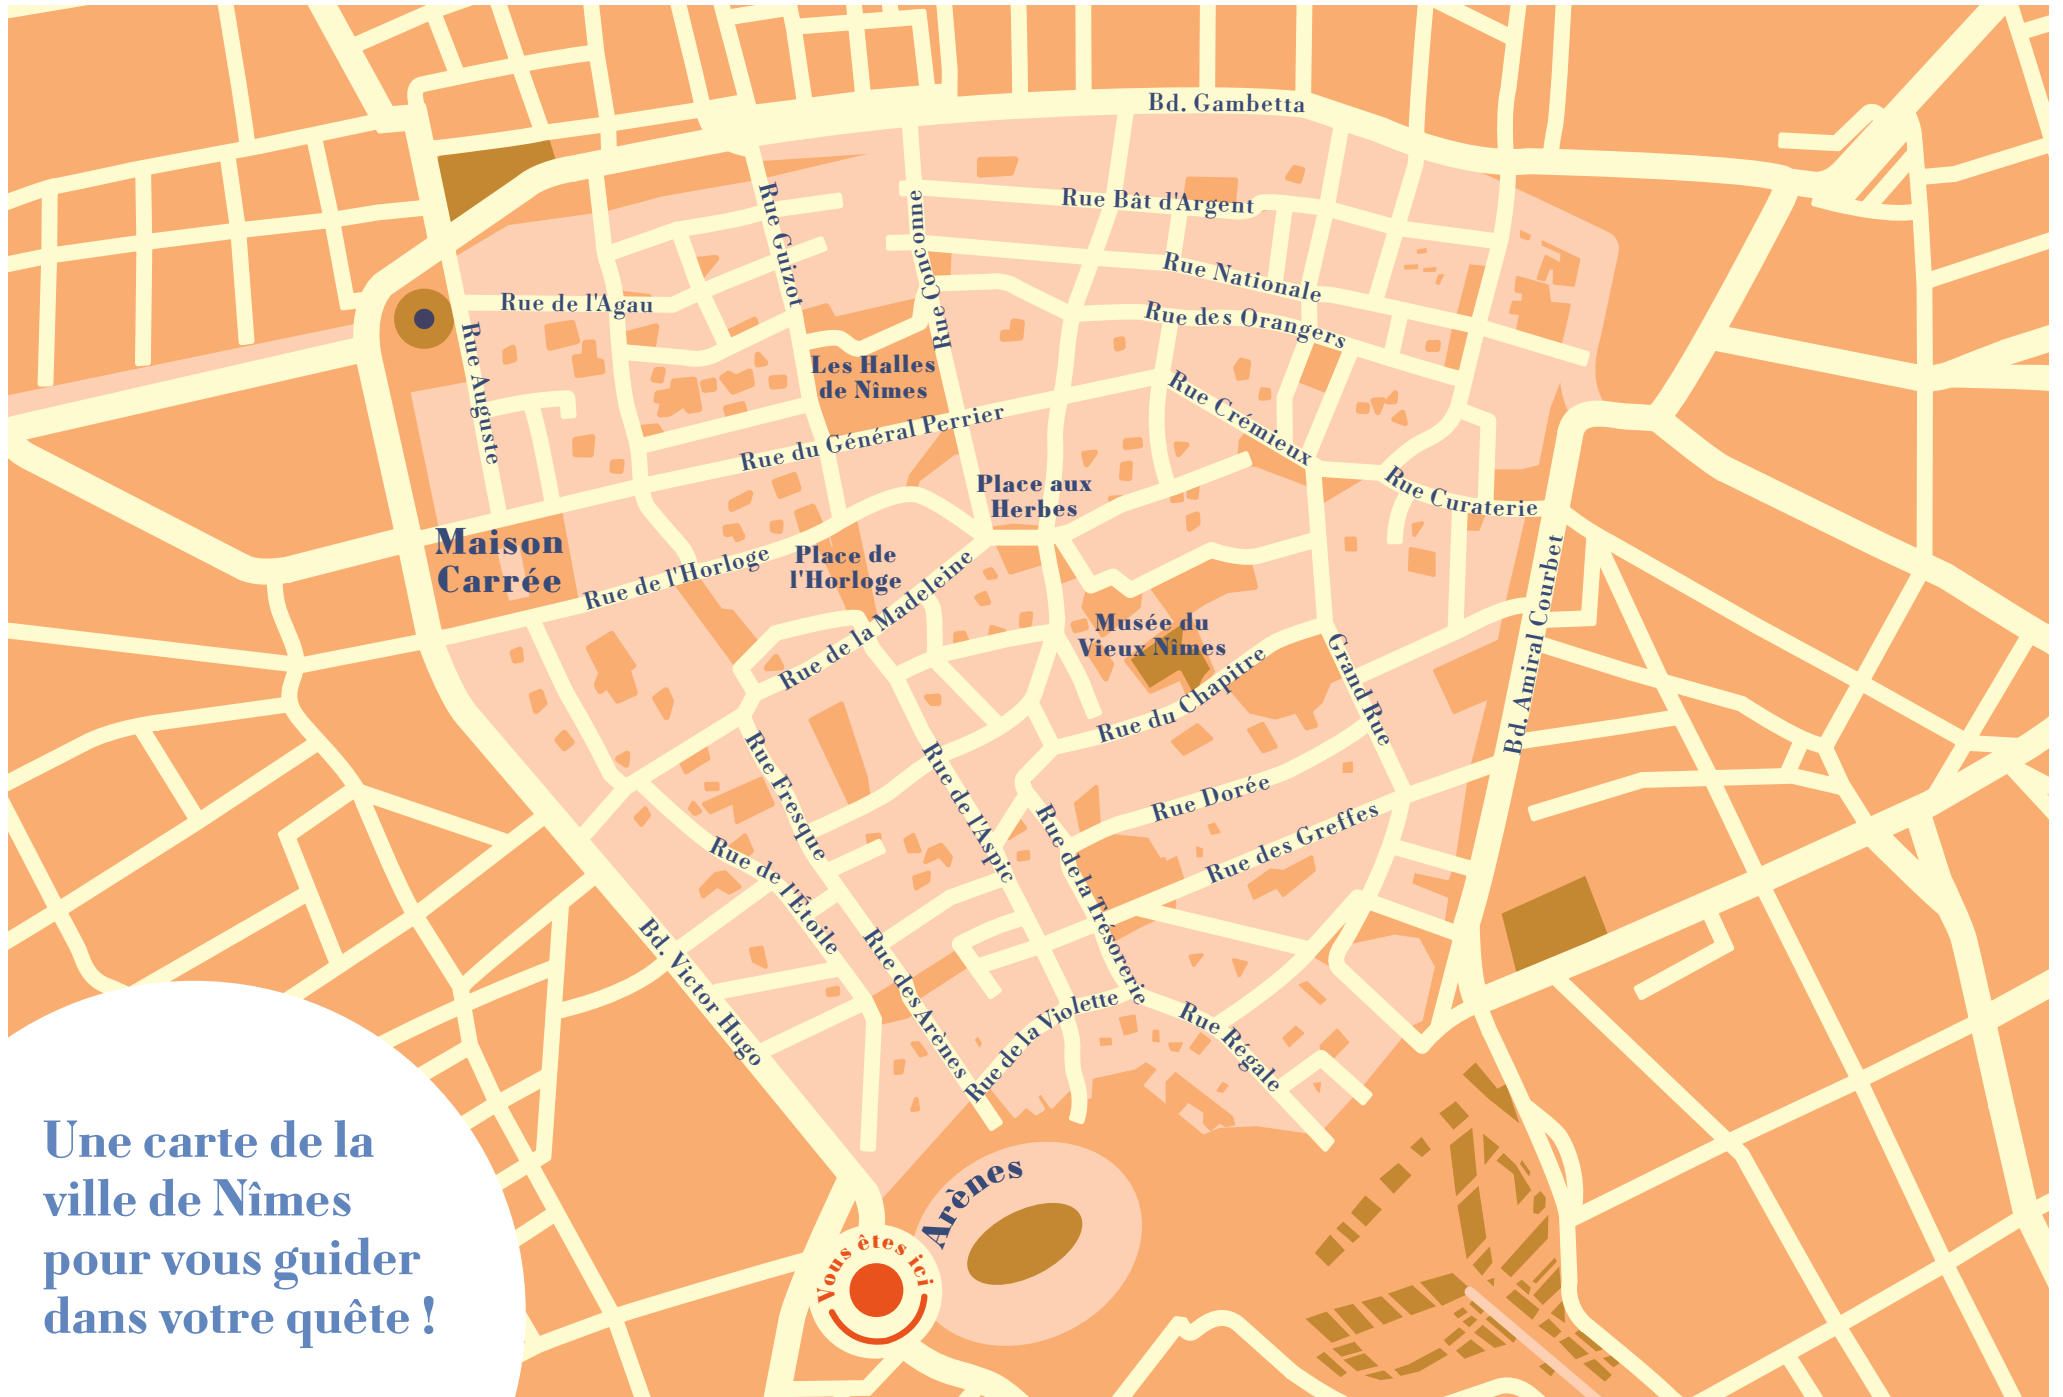 Bd. Gambetta
Rue Bât d'Argent
Rue Guizot
Rue Conconne
Rue Nationale
Rue de l'Agau
Rue des Orangers
Rue Auguste
Les Halles
de Nîmes
Rue Crémieux
Rue du Général Perrier
Rue Curaterie
Place aux
Herbes
Maison
Carrée
Place de
l'Horloge
Rue de l'Horloge
Rue de la Madeleine
Bd. Amiral Courbet
Musée du
Vieux Nîmes
Grand Rue
Rue du Chapitre
Rue Fresque
Rue de l'Aspic
Rue Dorée
Rue de la Trésorerie
Rue des Greffes
Rue de l'Étoile
Bd. Victor Hugo
Rue des Arènes
Rue de la Violette
Rue Régale
Arènes
Vous êtes ici
Une carte de la
ville de Nîmes
pour vous guider
dans votre quête !